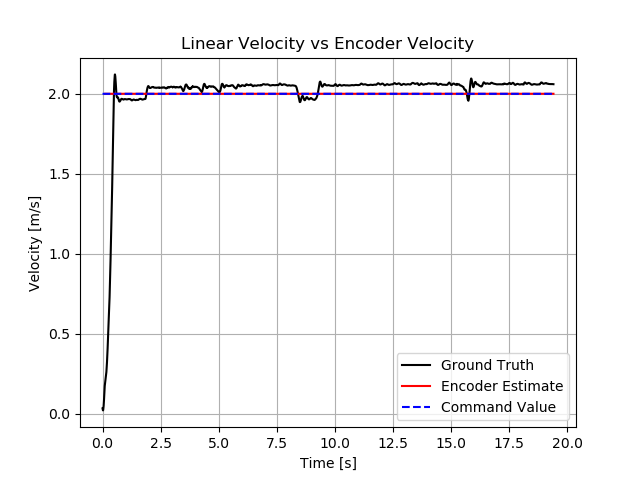 Linear Velocity vs Encoder Velocity
Velocity [m/s]
2.0
1.5
1.0
0.5
0.0
Ground Truth
Encoder Estimate
Command Value
0.0 2.5 5.0 7.5 10.0 12.5 15.0 17.5 20.0
Time [s]